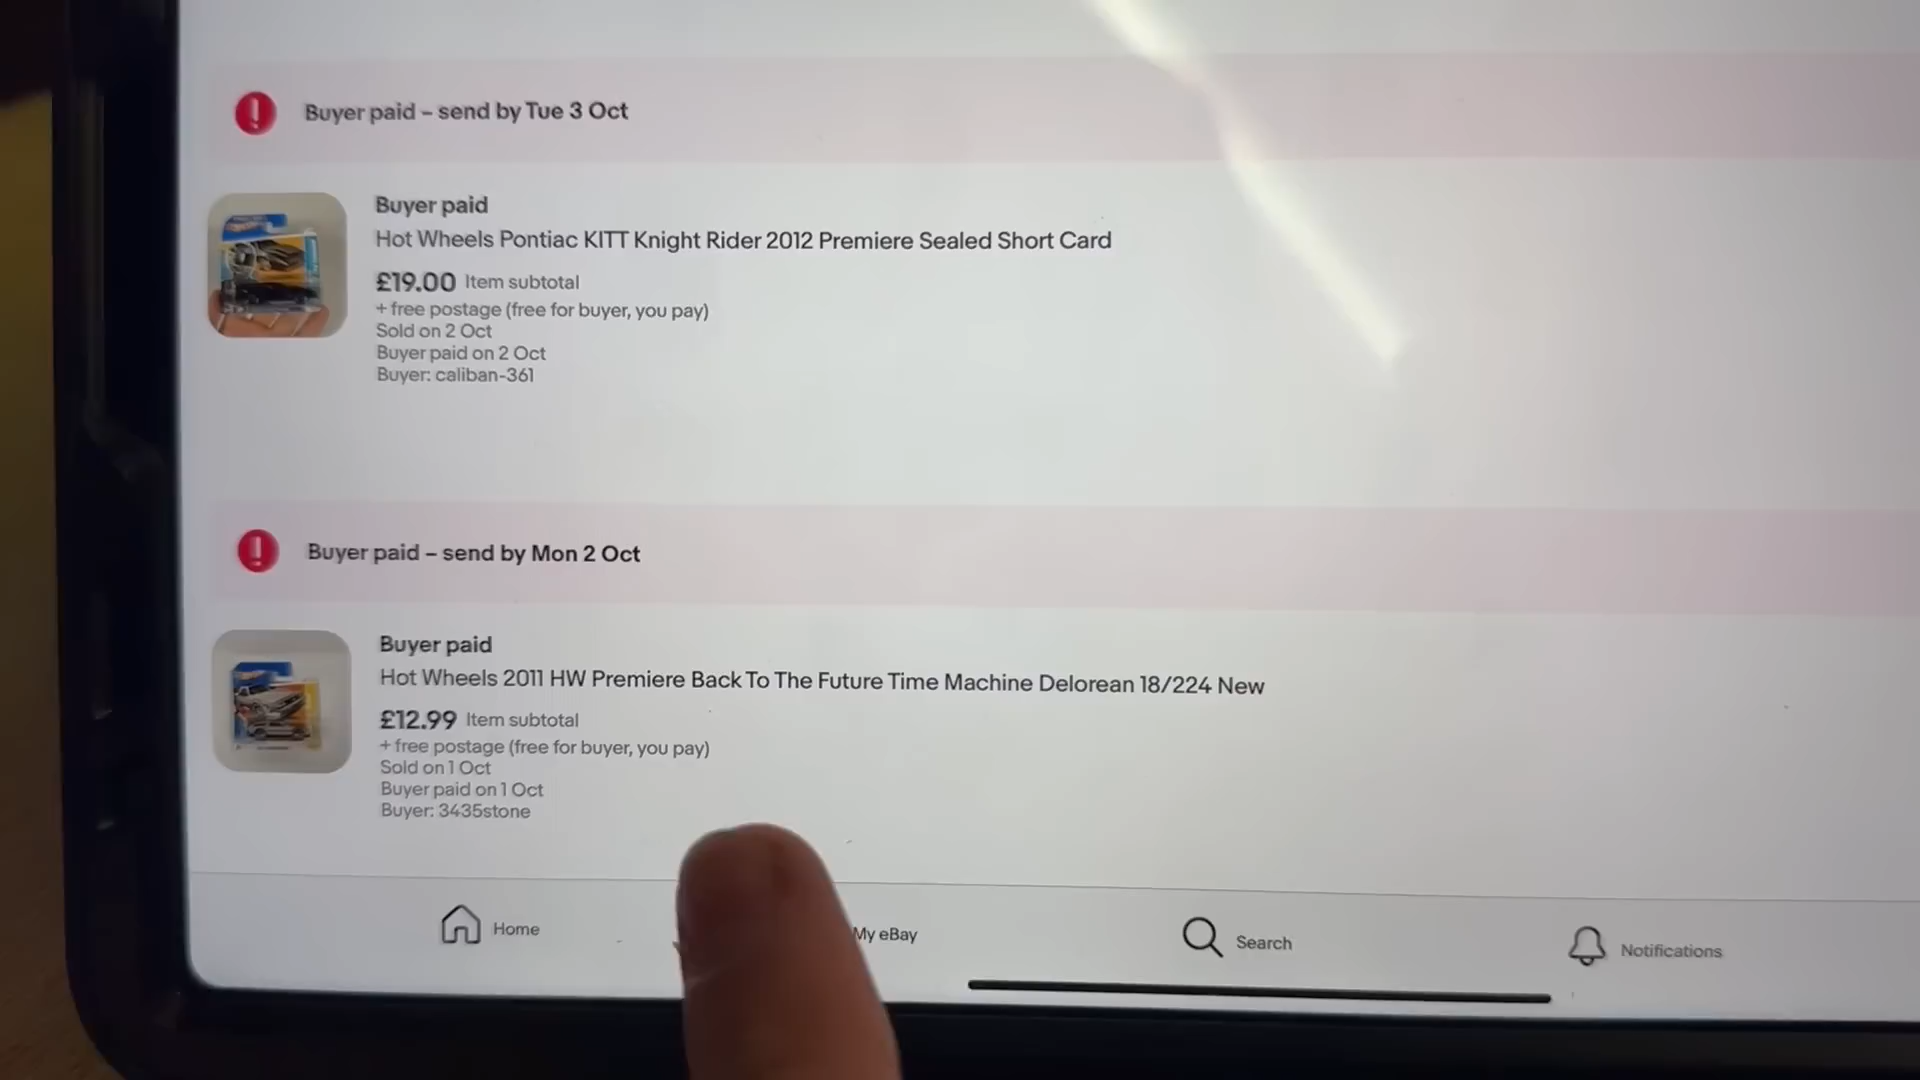 Buyer paid – send by Tue 3 Oct
Buyer paid
Hot Wheels Pontiac KITT Knight Rider 2012 Premiere Sealed Short Card
£19.00 Item subtotal
+ free postage (free for buyer, you pay)
Sold on 2 Oct
Buyer paid on 2 Oct
Buyer: caliban-361
Buyer paid – send by Mon 2 Oct
Buyer paid
Hot Wheels 2011 HW Premiere Back To The Future Time Machine Delorean 18/224 New
£12.99 Item subtotal
+ free postage (free for buyer, you pay)
Sold on 1 Oct
Buyer paid on 1 Oct
Buyer: 3435stone
Home
My eBay
Search
Notifications